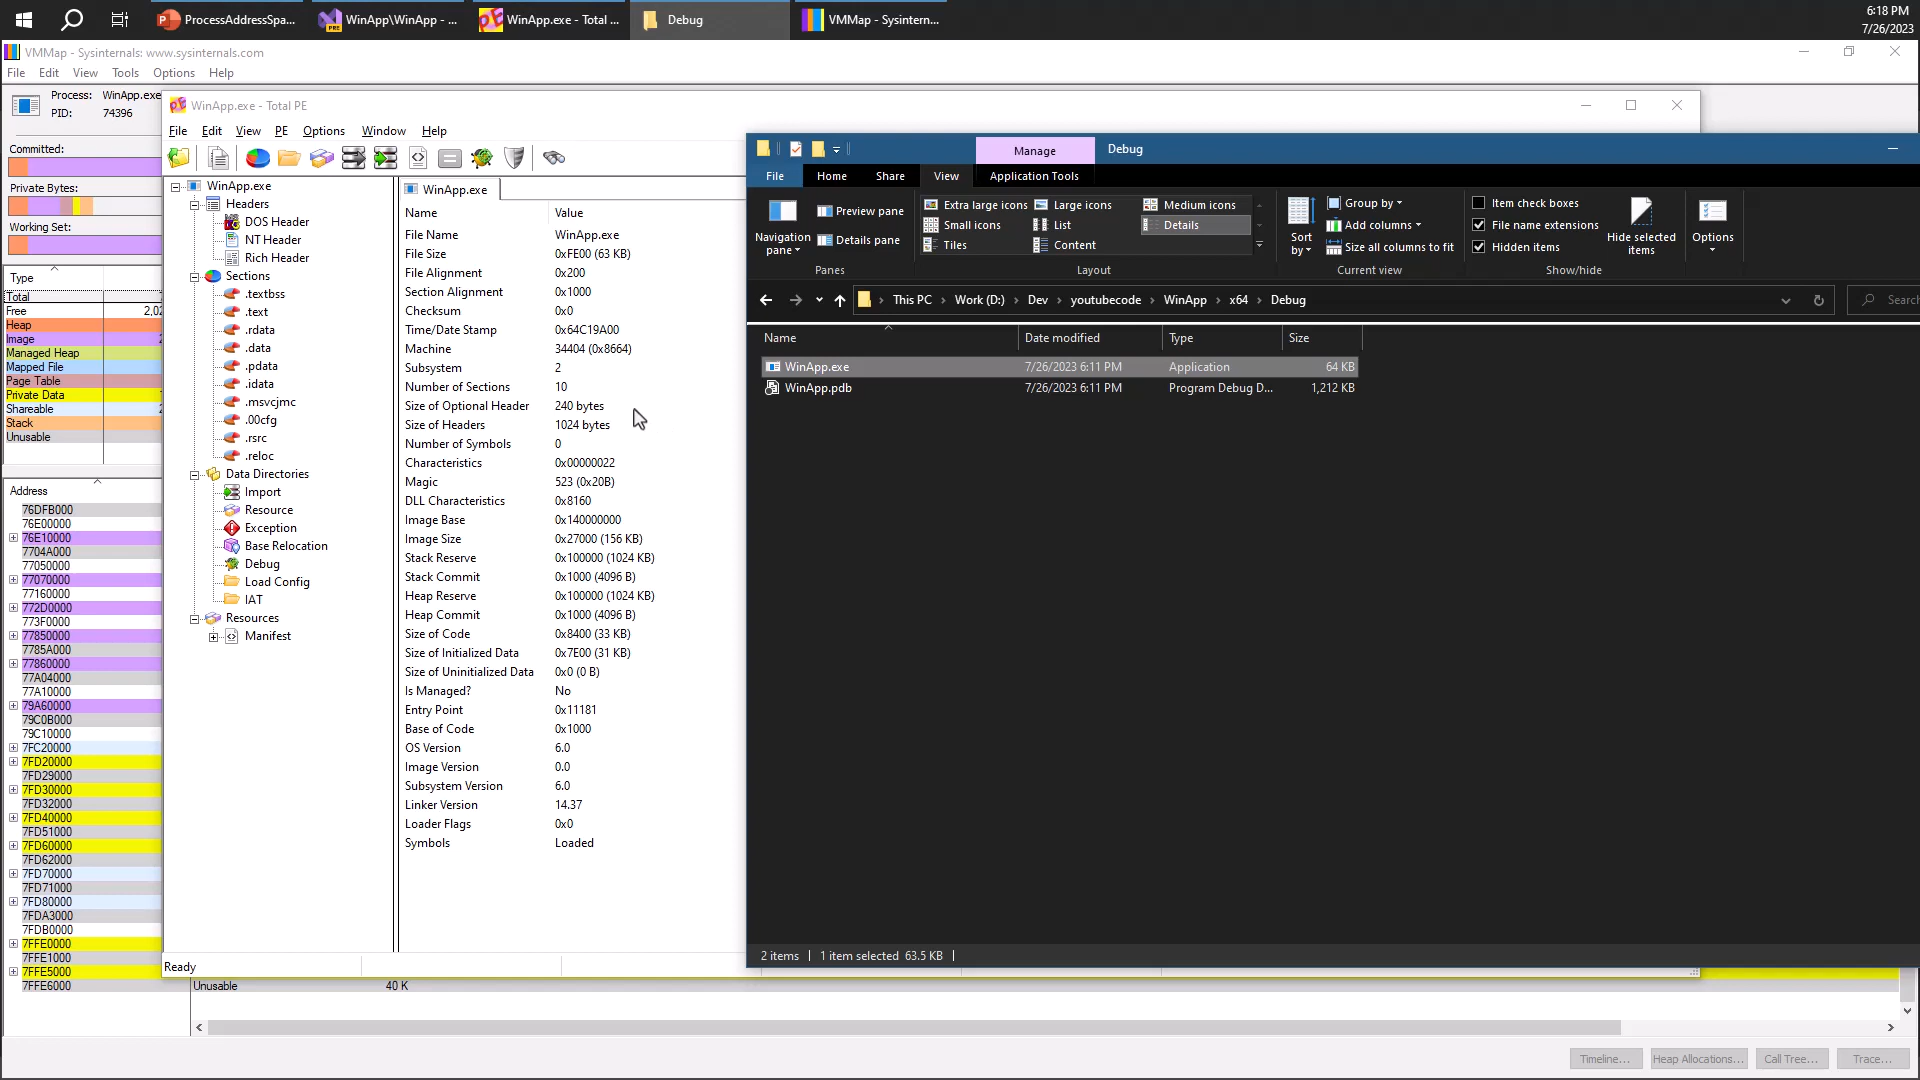 ProcessAddressSpa...
WinApp\WinApp - ...
WinApp.exe - Total ...
Debug
VMMap - Sysintern...
6:18 PM
7/26/2023
VMMap - Sysinternals: www.sysinternals.com
File Edit View Tools Options Help
Process: WinApp.exe
PID: 74396
Committed:
Private Bytes:
Working Set:
Type
Total
Free 2,02
Heap
Image 2
Managed Heap
Mapped File
Page Table
Private Data
Shareable 2
Stack
Unusable
Address
76DFB000
76E00000
76E10000
7704A000
77050000
77070000
77160000
772D0000
773F0000
77850000
7785A000
77860000
77A04000
77A10000
79A60000
79C0B000
79C10000
7FC20000
7FD20000
7FD29000
7FD30000
7FD32000
7FD40000
7FD51000
7FD60000
7FD62000
7FD70000
7FD71000
7FD80000
7FDA3000
7FDB0000
7FFE0000
7FFE1000
7FFE5000
7FFE6000 Unusable 40 K
Timeline... Heap Allocations... Call Tree... Trace...
WinApp.exe - Total PE
File Edit View PE Options Window Help
WinApp.exe
Headers
DOS Header
NT Header
Rich Header
Sections
.textbss
.text
.rdata
.data
.pdata
.idata
.msvcjmc
.00cfg
.rsrc
.reloc
Data Directories
Import
Resource
Exception
Base Relocation
Debug
Load Config
IAT
Resources
Manifest
WinApp.exe
Name Value
File Name WinApp.exe
File Size 0xFE00 (63 KB)
File Alignment 0x200
Section Alignment 0x1000
Checksum 0x0
Time/Date Stamp 0x64C19A00
Machine 34404 (0x8664)
Subsystem 2
Number of Sections 10
Size of Optional Header 240 bytes
Size of Headers 1024 bytes
Number of Symbols 0
Characteristics 0x00000022
Magic 523 (0x20B)
DLL Characteristics 0x8160
Image Base 0x140000000
Image Size 0x27000 (156 KB)
Stack Reserve 0x100000 (1024 KB)
Stack Commit 0x1000 (4096 B)
Heap Reserve 0x100000 (1024 KB)
Heap Commit 0x1000 (4096 B)
Size of Code 0x8400 (33 KB)
Size of Initialized Data 0x7E00 (31 KB)
Size of Uninitialized Data 0x0 (0 B)
Is Managed? No
Entry Point 0x11181
Base of Code 0x1000
OS Version 6.0
Image Version 0.0
Subsystem Version 6.0
Linker Version 14.37
Loader Flags 0x0
Symbols Loaded
Ready
Manage Debug
File Home Share View Application Tools
Navigation pane
Preview pane
Details pane
Panes
Extra large icons Large icons Medium icons
Small icons List Details
Tiles Content
Layout
Sort by
Group by
Add columns
Size all columns to fit
Current view
Item check boxes
File name extensions
Hidden items
Hide selected items
Show/hide
Options
This PC Work (D:) Dev youtubecode WinApp x64 Debug
Search
Name Date modified Type Size
WinApp.exe 7/26/2023 6:11 PM Application 64 KB
WinApp.pdb 7/26/2023 6:11 PM Program Debug D... 1,212 KB
2 items 1 item selected 63.5 KB